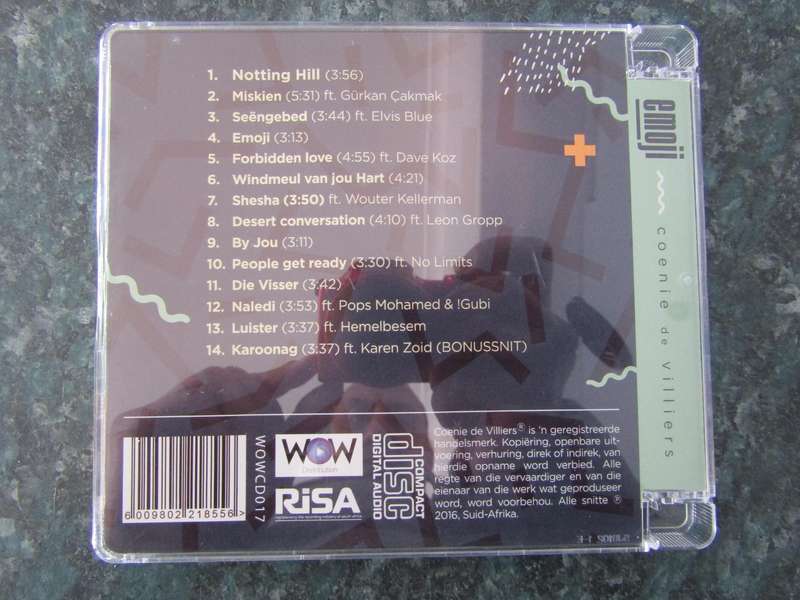 1. Notting Hill (3:56)
2. Miskien (5:31) ft. Gürkan Çakmak
3. Seëngebed (3:44) ft. Elvis Blue
4. Emoji (3:13)
5. Forbidden love (4:55) ft. Dave Koz
6. Windmeul van jou Hart (4:21)
7. Shesha (3:50) ft. Wouter Kellerman
8. Desert conversation (4:10) ft. Leon Gropp
9. By Jou (3:11)
10. People get ready (3:30) ft. No Limits
11. Die Visser (3:42)
12. Naledi (3:53) ft. Pops Mohamed & !Gubi
13. Luister (3:37) ft. Hemelbesem
14. Karoonag (3:37) ft. Karen Zoid (BONUSSNIT)
emoji
coenie de villiers
6009802218556>
WOWCD017
WOW
Distribution
RiSA
COMPACT
disc
DIGITAL AUDIO
Coenie de Villiers® is 'n geregistreerde
handelsmerk. Kopiëring, openbare uit-
voering, verhuring, direk of indirek, van
hierdie opname word verbied. Alle
regte van die vervaardiger en van die
eienaar van die werk wat geproduseer
word, word voorbehou. Alle snitte ℗
2016, Suid-Afrika.